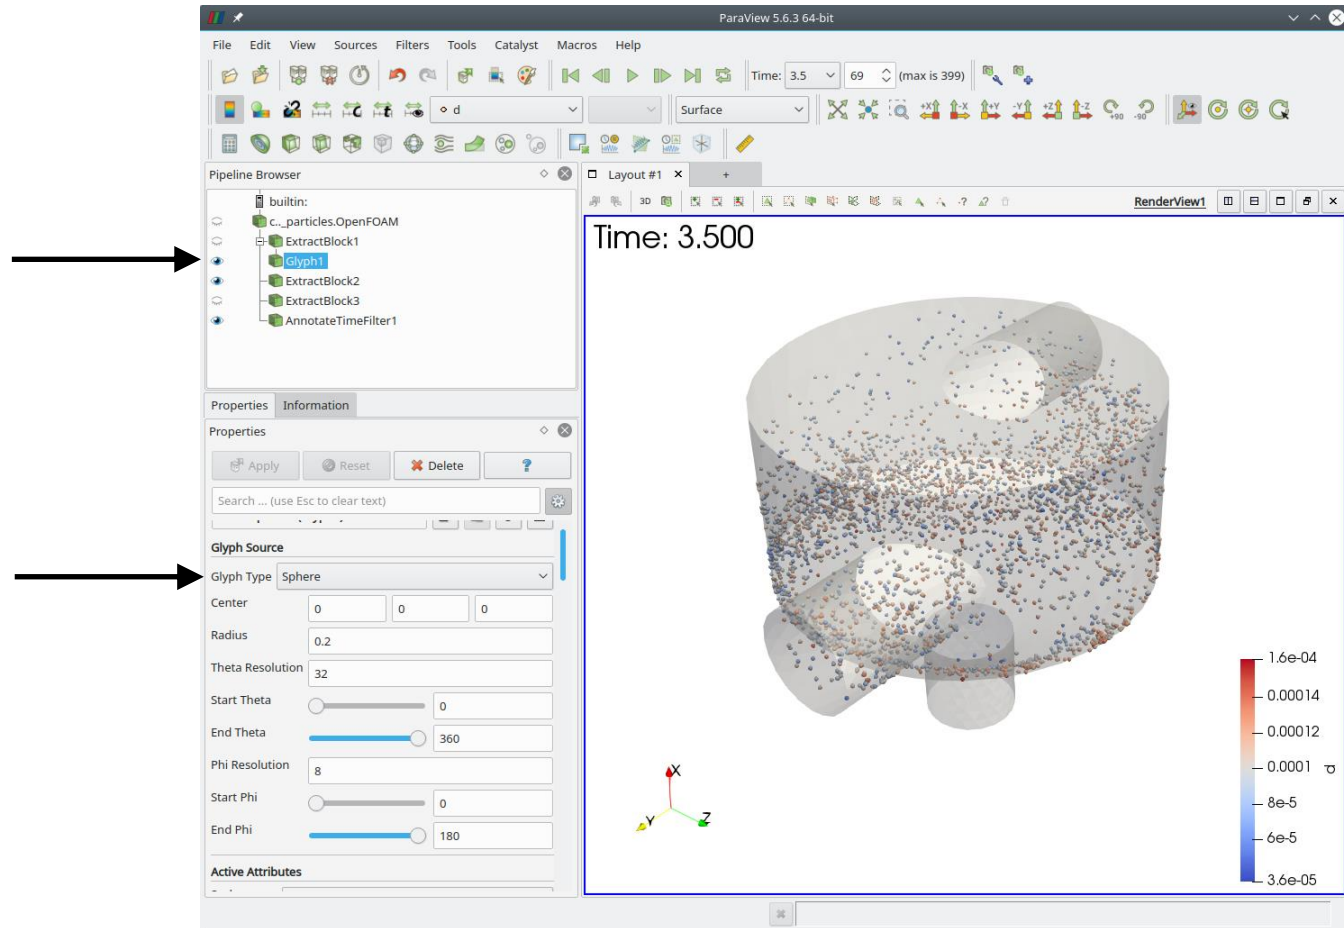 ParaView 5.6.3 64-bit
File Edit View Sources Filters Tools Catalyst Macros Help
Time: 3.5 69 (max is 399)
d Surface +X -X +Y -Y +Z -Z +90 -90
Pipeline Browser
Layout #1 +
builtin:
c.._particles.OpenFOAM
ExtractBlock1
Glyph1
ExtractBlock2
ExtractBlock3
AnnotateTimeFilter1
3D RenderView1
Time: 3.500
Properties Information
Properties
Apply Reset Delete ?
Search ... (use Esc to clear text)
Glyph Source
Glyph Type Sphere
Center 0 0 0
Radius 0.2
Theta Resolution 32
Start Theta 0
End Theta 360
Phi Resolution 8
Start Phi 0
End Phi 180
Active Attributes
X
Y
Z
1.6e-04
0.00014
0.00012
0.0001
8e-5
6e-5
3.6e-05
d